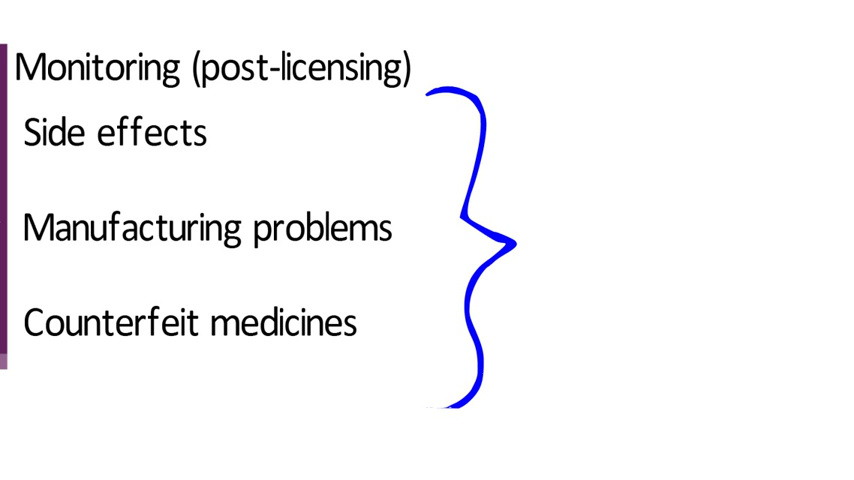 Monitoring (post-licensing)
Side effects
Manufacturing problems
Counterfeit medicines